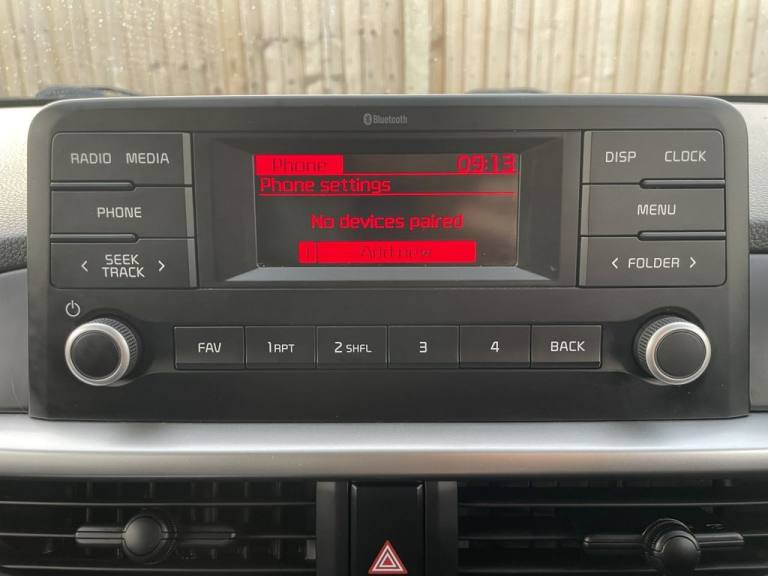 Bluetooth
RADIO MEDIA
PHONE
< SEEK TRACK >
Phone 09:13
Phone settings
No devices paired
1 Add new
DISP CLOCK
MENU
< FOLDER >
FAV
1 RPT
2 SHFL
3
4
BACK